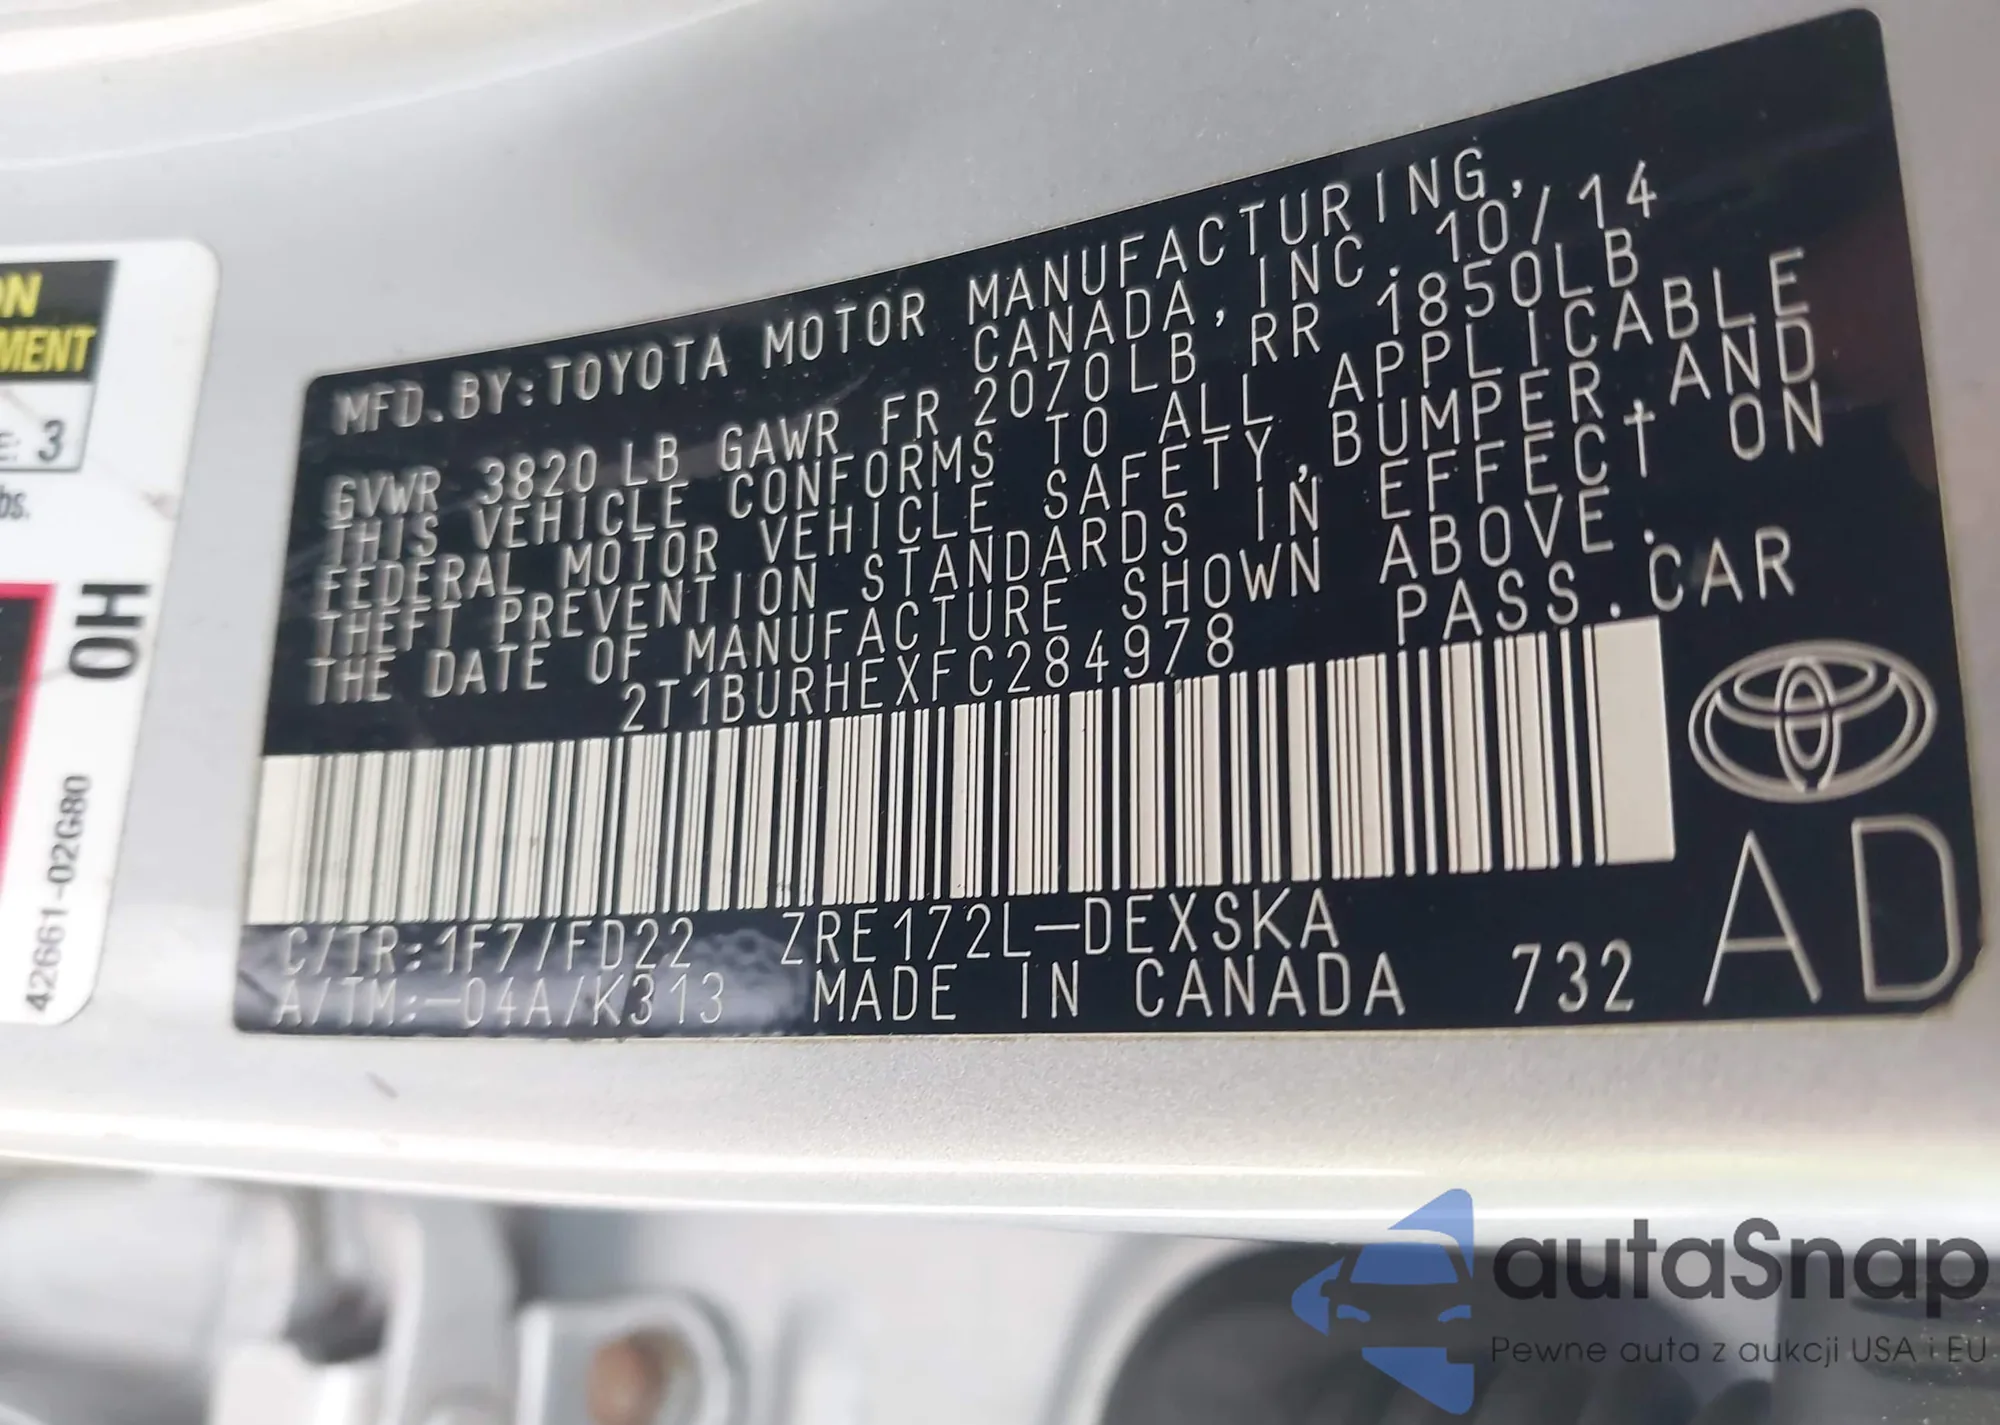 ON
MENT
E: 3
bs.
OH
42661-02G80
MFD.BY:TOYOTA MOTOR MANUFACTURING,
CANADA, INC. 10/14
GVWR 3820 LB GAWR FR 2070LB RR 1850LB
THIS VEHICLE CONFORMS TO ALL APPLICABLE
FEDERAL MOTOR VEHICLE SAFETY,BUMPER,AND
THEFT PREVENTION STANDARDS IN EFFECT ON
THE DATE OF MANUFACTURE SHOWN ABOVE.
2T1BURHEXFC284978 PASS.CAR
C/TR:1F7/FD22 ZRE172L-DEXSKA
A/TM:-04A/K313 MADE IN CANADA 732
AD
autaSnap
Pewne auta z aukcji USA i EU